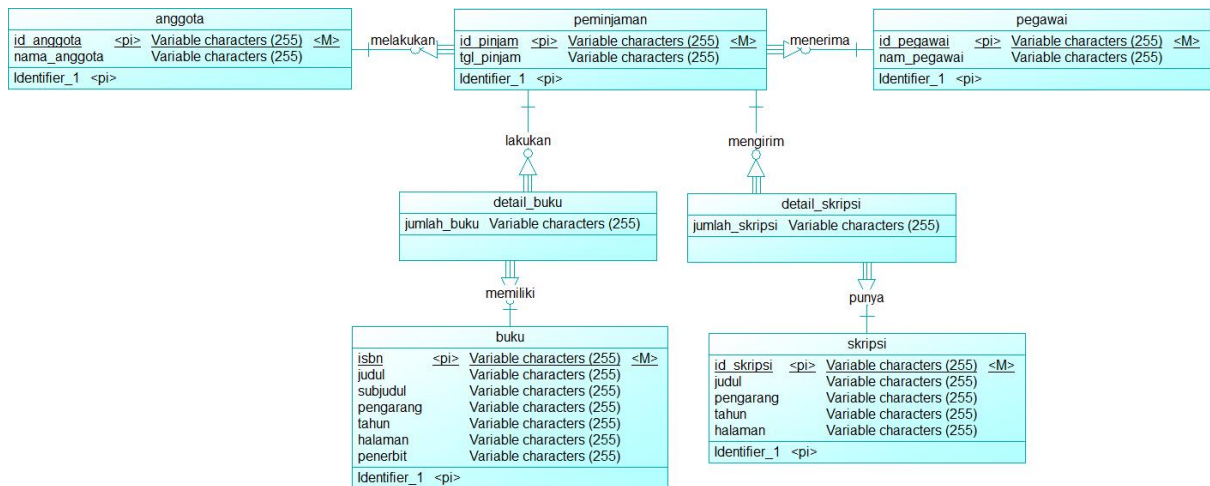 anggota
id_anggota <pi> Variable characters (255) <M>
nama_anggota Variable characters (255)
Identifier_1 <pi>
melakukan
peminjaman
id_pinjam <pi> Variable characters (255) <M>
tgl_pinjam Variable characters (255)
Identifier_1 <pi>
menerima
pegawai
id_pegawai <pi> Variable characters (255) <M>
nam_pegawai Variable characters (255)
Identifier_1 <pi>
lakukan
mengirim
detail_buku
jumlah_buku Variable characters (255)
detail_skripsi
jumlah_skripsi Variable characters (255)
memiliki
punya
buku
isbn <pi> Variable characters (255) <M>
judul Variable characters (255)
subjudul Variable characters (255)
pengarang Variable characters (255)
tahun Variable characters (255)
halaman Variable characters (255)
penerbit Variable characters (255)
Identifier_1 <pi>
skripsi
id_skripsi <pi> Variable characters (255) <M>
judul Variable characters (255)
pengarang Variable characters (255)
tahun Variable characters (255)
halaman Variable characters (255)
Identifier_1 <pi>